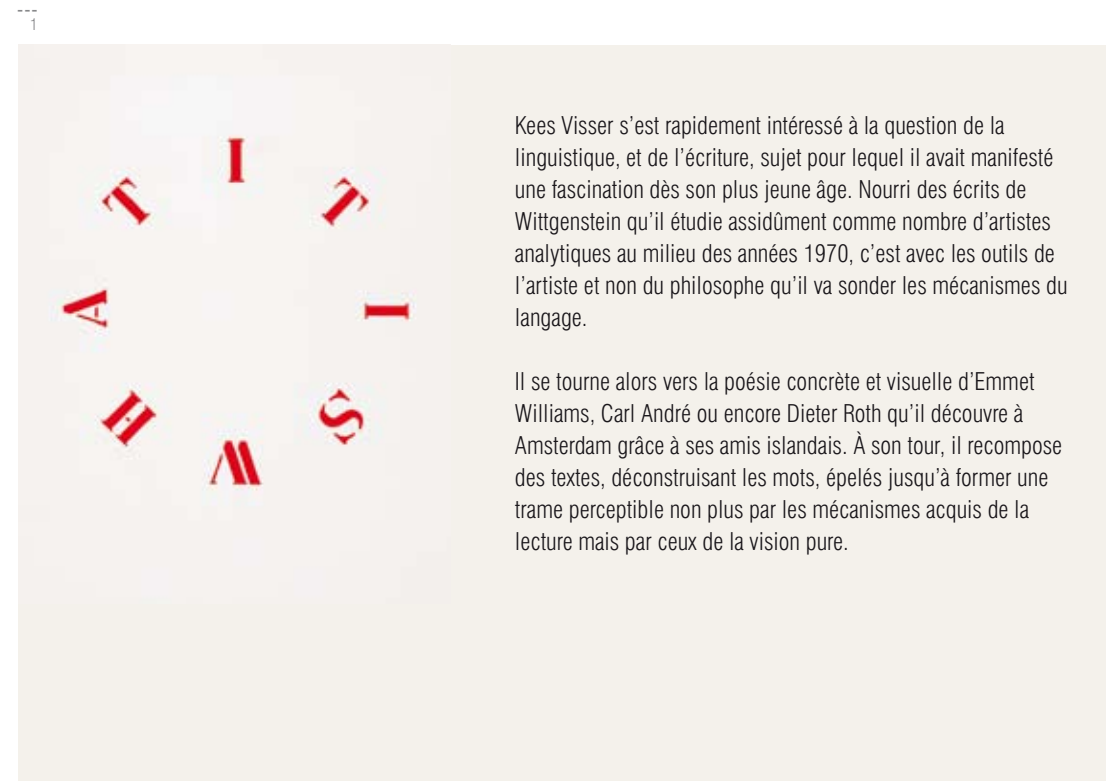 ---
1
I
T
I
S
W
H
A
T
Kees Visser s’est rapidement intéressé à la question de la
linguistique, et de l’écriture, sujet pour lequel il avait manifesté
une fascination dès son plus jeune âge. Nourri des écrits de
Wittgenstein qu’il étudie assidûment comme nombre d’artistes
analytiques au milieu des années 1970, c’est avec les outils de
l’artiste et non du philosophe qu’il va sonder les mécanismes du
langage.
Il se tourne alors vers la poésie concrète et visuelle d’Emmet
Williams, Carl André ou encore Dieter Roth qu’il découvre à
Amsterdam grâce à ses amis islandais. À son tour, il recompose
des textes, déconstruisant les mots, épelés jusqu’à former une
trame perceptible non plus par les mécanismes acquis de la
lecture mais par ceux de la vision pure.